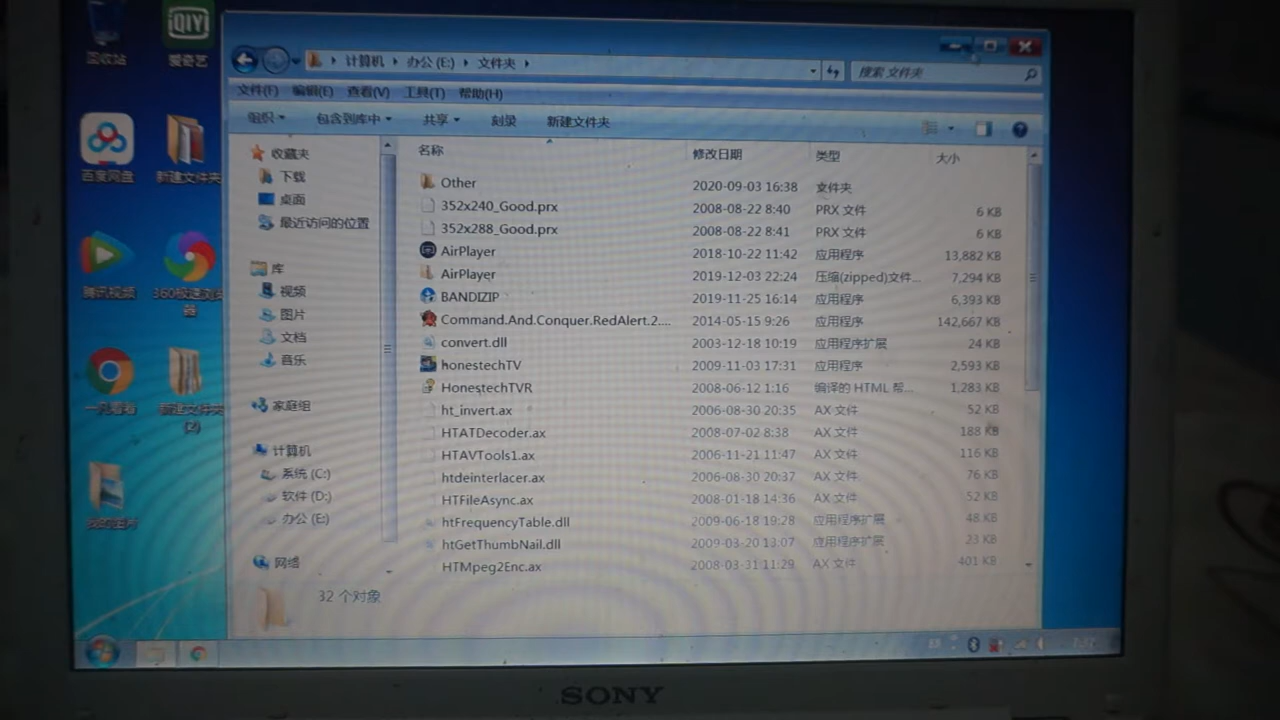 iQIYI
回收站
爱奇艺
百度网盘
新建文件夹
腾讯视频
新建文件夹
(2)
我的图片
计算机 办公 (E:) 文件夹
搜索 文件夹
文件(F) 编辑(E) 查看(V) 工具(T) 帮助(H)
组织 包含到库中 共享 刻录 新建文件夹
收藏夹
下载
桌面
最近访问的位置
库
视频
图片
文档
音乐
家庭组
计算机
系统 (C:)
软件 (D:)
办公 (E:)
网络
名称 修改日期 类型 大小
Other 2020-09-03 16:38 文件夹
352x240_Good.prx 2008-08-22 8:40 PRX 文件 6 KB
352x288_Good.prx 2008-08-22 8:41 PRX 文件 6 KB
AirPlayer 2018-10-22 11:42 应用程序 13,882 KB
AirPlayer 2019-12-03 22:24 压缩(zipped)文件... 7,294 KB
BANDIZIP 2019-11-25 16:14 应用程序 6,393 KB
Command.And.Conquer.RedAlert.2.... 2014-05-15 9:26 应用程序 142,667 KB
convert.dll 2003-12-18 10:19 应用程序扩展 24 KB
honestechTV 2009-11-03 17:31 应用程序 2,593 KB
HonestechTVR 2008-06-12 1:16 编译的 HTML 帮... 1,283 KB
ht_invert.ax 2006-08-30 20:35 AX 文件 52 KB
HTATDecoder.ax 2008-07-02 8:38 AX 文件 188 KB
HTAVTools1.ax 2006-11-21 11:47 AX 文件 116 KB
htdeinterlacer.ax 2006-08-30 20:37 AX 文件 76 KB
HTFileAsync.ax 2008-01-18 14:36 AX 文件 52 KB
htFrequencyTable.dll 2009-06-18 19:28 应用程序扩展 48 KB
htGetThumbNail.dll 2009-03-20 13:07 应用程序扩展 23 KB
HTMpeg2Enc.ax 2008-03-31 11:29 AX 文件 401 KB
32 个对象
SONY